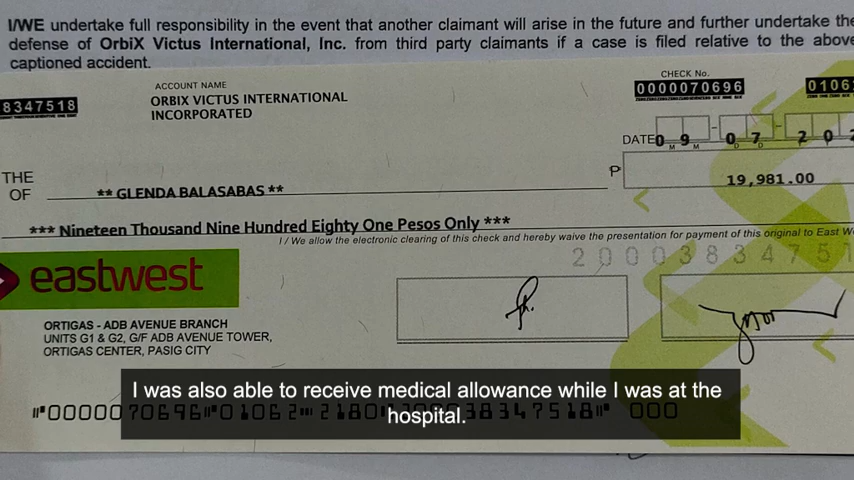 I/WE undertake full responsibility in the event that another claimant will arise in the future and further undertake the
defense of OrbiX Victus International, Inc. from third party claimants if a case is filed relative to the above
captioned accident.
ACCOUNT NAME
CHECK No.
8347518
ORBIX VICTUS INTERNATIONAL
INCORPORATED
0000070696
0106
DATE 09 - 07 - 202
M M D D
THE
OF
** GLENDA BALASABAS **
P 19,981.00
*** Nineteen Thousand Nine Hundred Eighty One Pesos Only ***
I / We allow the electronic clearing of this check and hereby waive the presentation for payment of this original to East W
20003834751
eastwest
ORTIGAS - ADB AVENUE BRANCH
UNITS G1 & G2, G/F ADB AVENUE TOWER,
ORTIGAS CENTER, PASIG CITY
I was also able to receive medical allowance while I was at the
hospital.